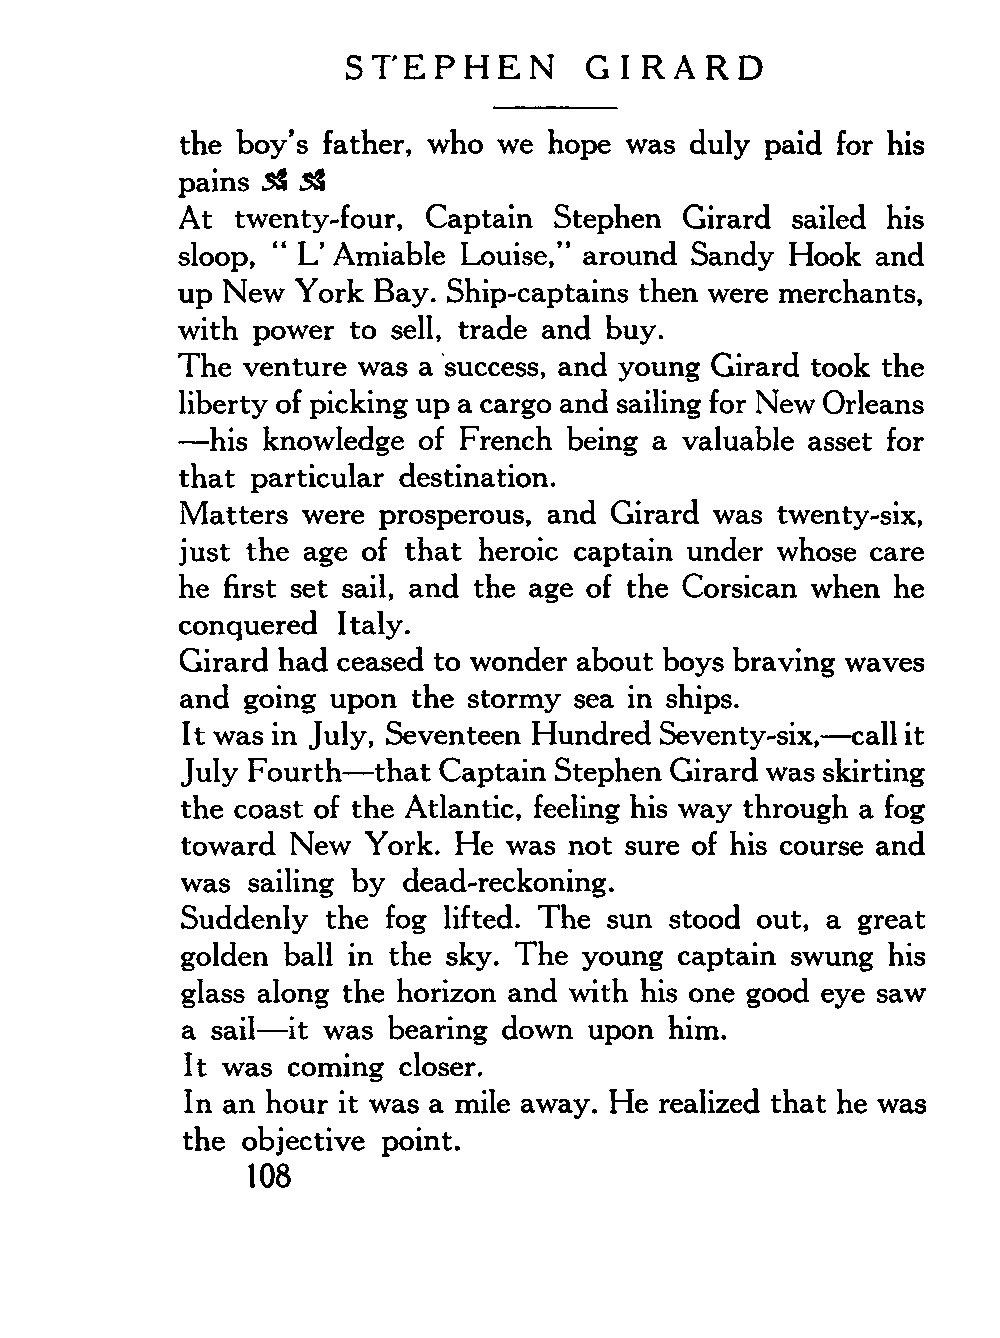 STEPHEN GIRARD
the boy's father, who we hope was duly paid for his
pains
At twenty-four, Captain Stephen Girard sailed his
sloop, “ L' Amiable Louise,” around Sandy Hook and
up New York Bay. Ship-captains then were merchants,
with power to sell, trade and buy.
The venture was a success, and young Girard took the
liberty of picking up a cargo and sailing for New Orleans
—his knowledge of French being a valuable asset for
that particular destination.
Matters were prosperous, and Girard was twenty-six,
just the age of that heroic captain under whose care
he first set sail, and the age of the Corsican when he
conquered Italy.
Girard had ceased to wonder about boys braving waves
and going upon the stormy sea in ships.
It was in July, Seventeen Hundred Seventy-six,—call it
July Fourth—that Captain Stephen Girard was skirting
the coast of the Atlantic, feeling his way through a fog
toward New York. He was not sure of his course and
was sailing by dead-reckoning.
Suddenly the fog lifted. The sun stood out, a great
golden ball in the sky. The young captain swung his
glass along the horizon and with his one good eye saw
a sail—it was bearing down upon him.
It was coming closer.
In an hour it was a mile away. He realized that he was
the objective point.
108